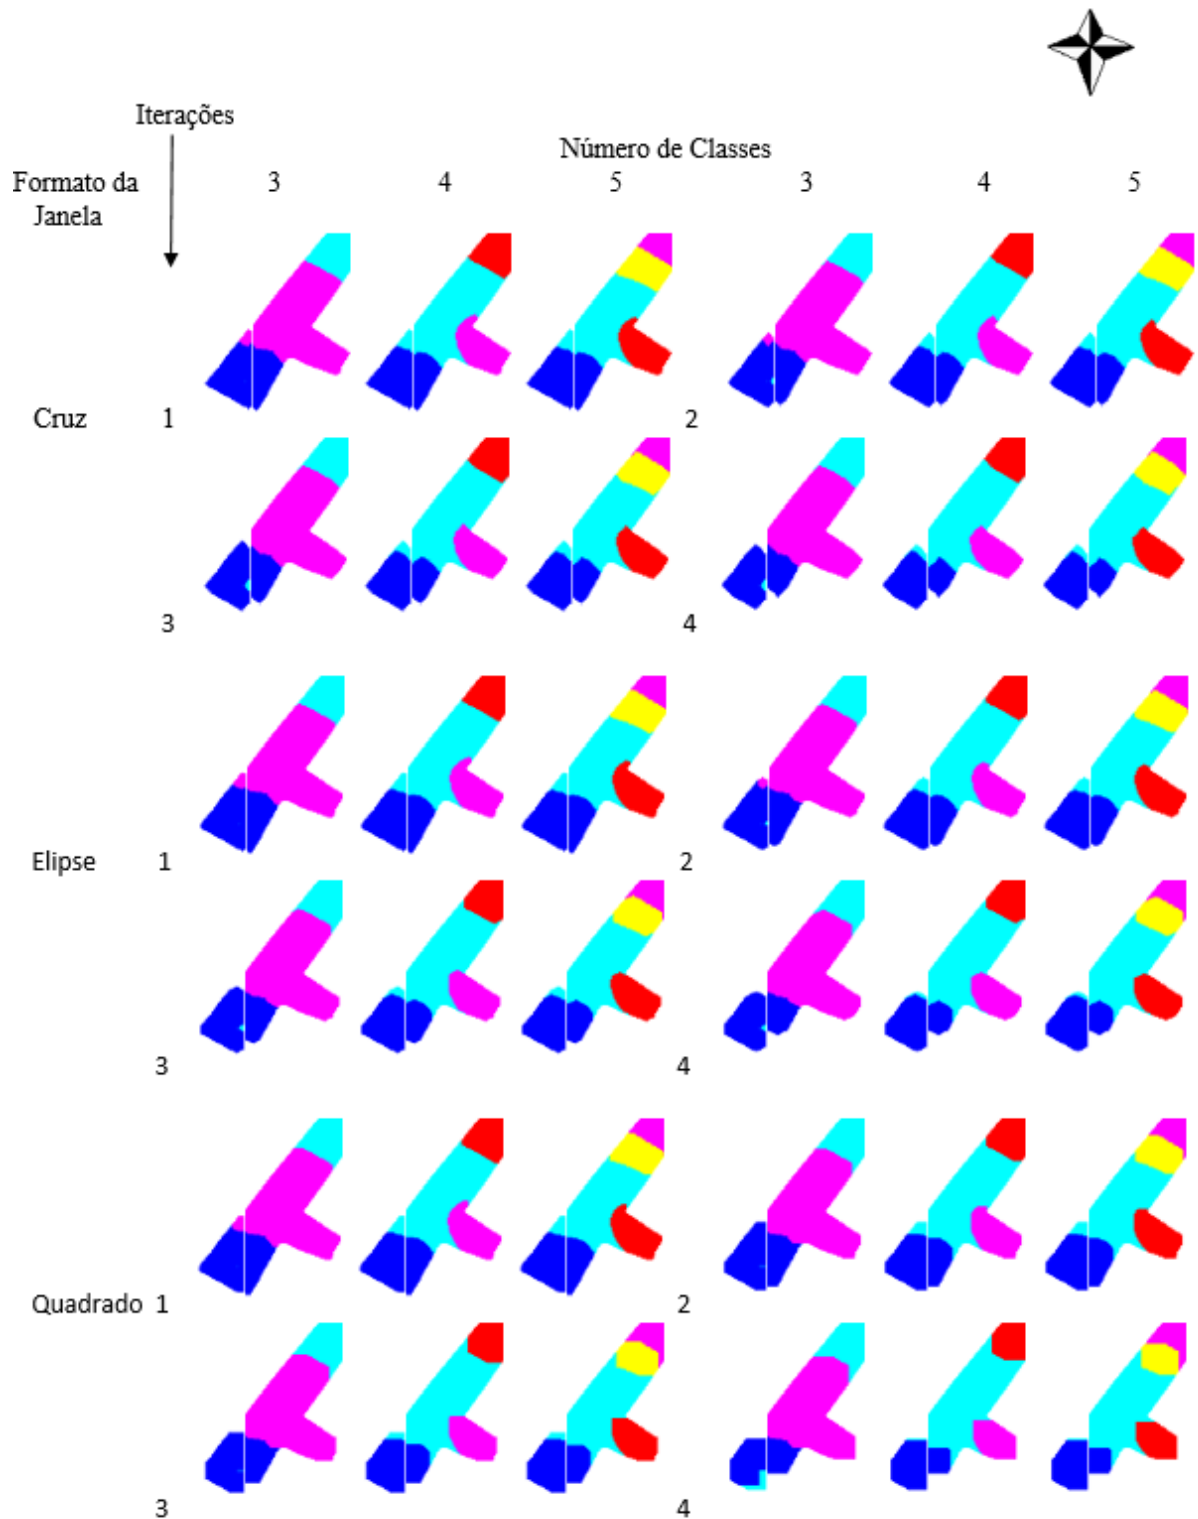 Iterações
Número de Classes
Formato da Janela
3 4 5 3 4 5
Cruz 1 2
3 4
Elipse 1 2
3 4
Quadrado 1 2
3 4